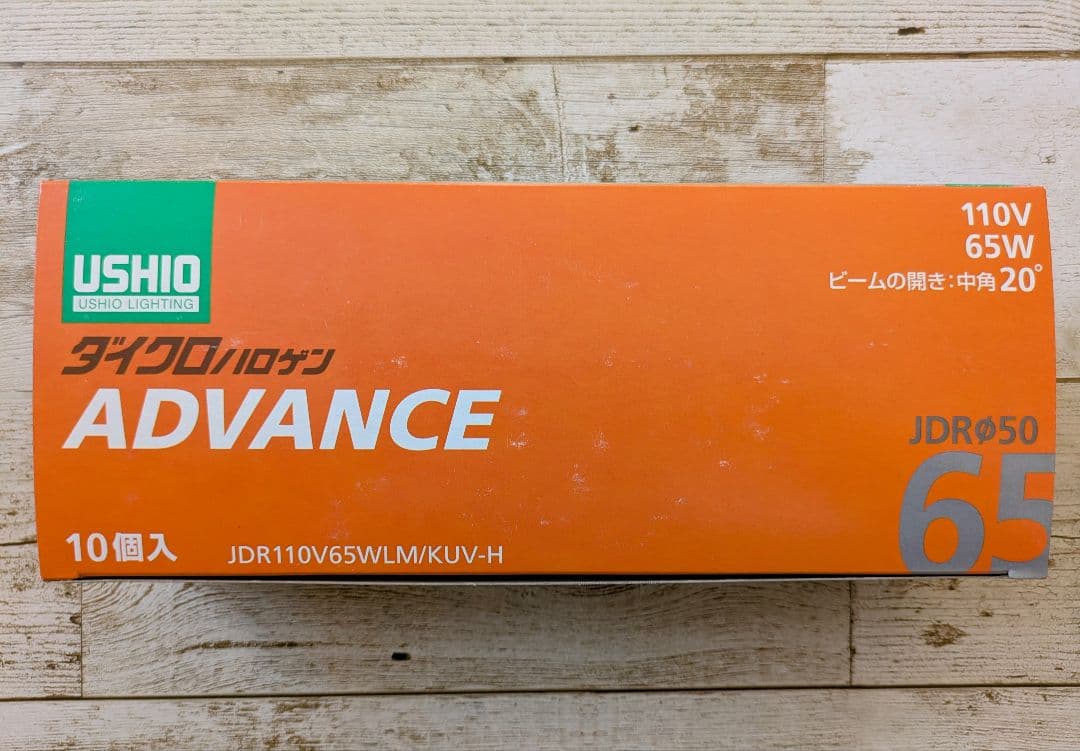 USHIO
USHIO LIGHTING
110V
65W
ビームの開き:中角20°
ダイクロハロゲン
ADVANCE
JDRφ50
65
10個入
JDR110V65WLM/KUV-H